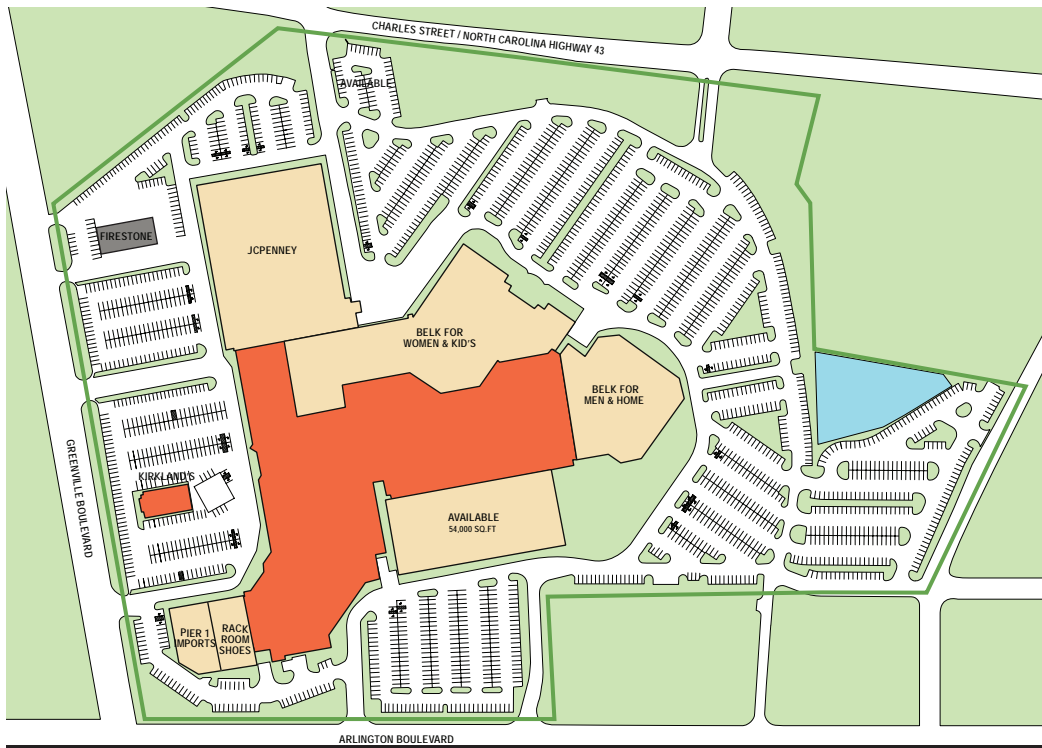 CHARLES STREET / NORTH CAROLINA HIGHWAY 43
AVAILABLE
FIRESTONE
JCPENNEY
BELK FOR
WOMEN & KID'S
BELK FOR
MEN & HOME
GREENVILLE BOULEVARD
KIRKLAND'S
AVAILABLE
54,000 SQ.FT
PIER 1
IMPORTS
RACK
ROOM
SHOES
ARLINGTON BOULEVARD